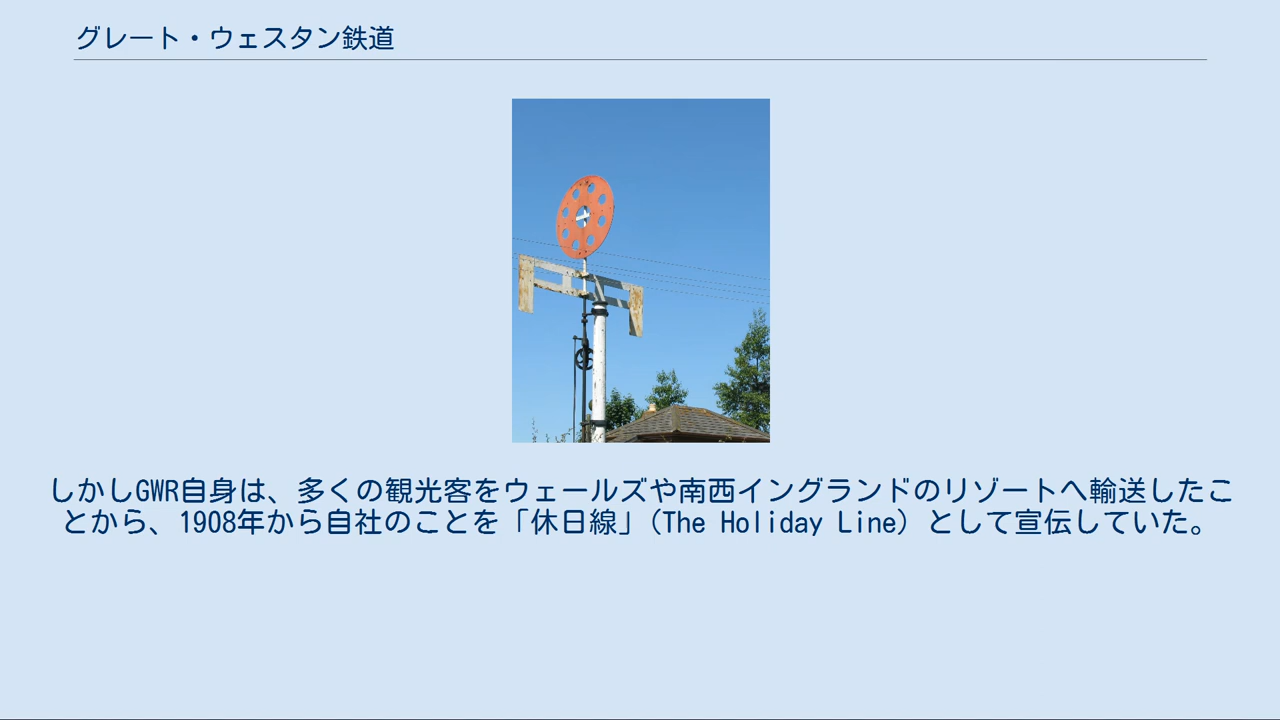 グレート・ウェスタン鉄道
しかしGWR自身は、多くの観光客をウェールズや南西イングランドのリゾートへ輸送したこ
とから、1908年から自社のことを「休日線」(The Holiday Line) として宣伝していた。